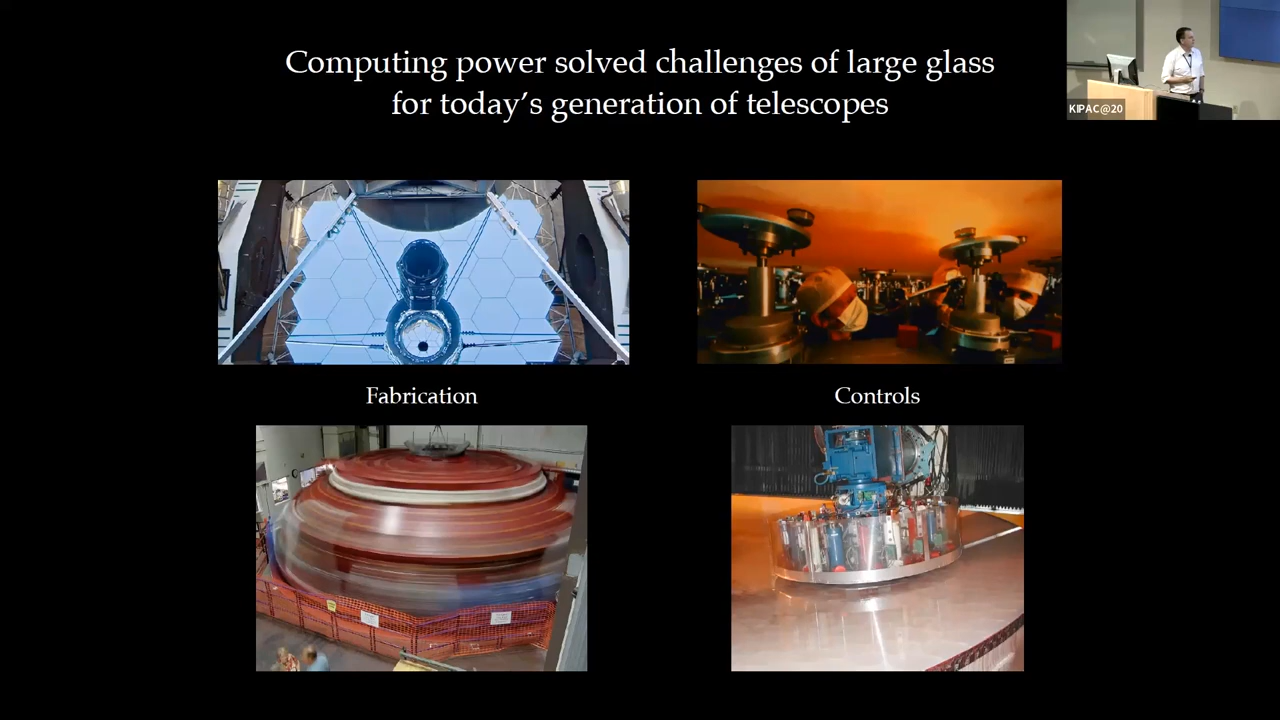 Computing power solved challenges of large glass
for today's generation of telescopes
KIPAC@20
Fabrication
Controls